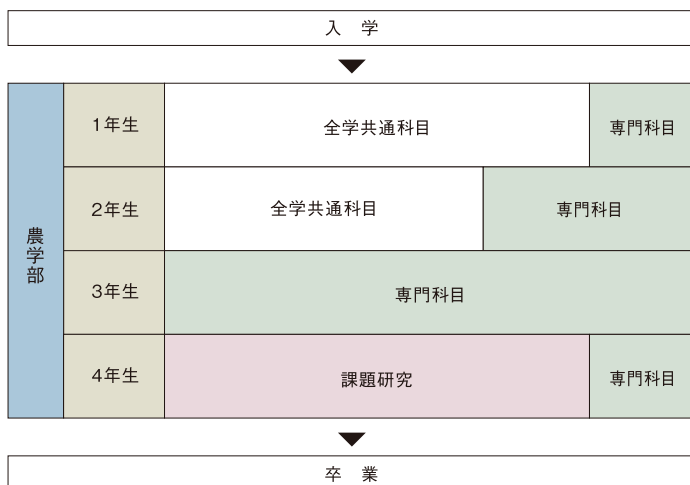 入 学
農学部
1年生
全学共通科目
専門科目
2年生
全学共通科目
専門科目
3年生
専門科目
4年生
課題研究
専門科目
卒 業